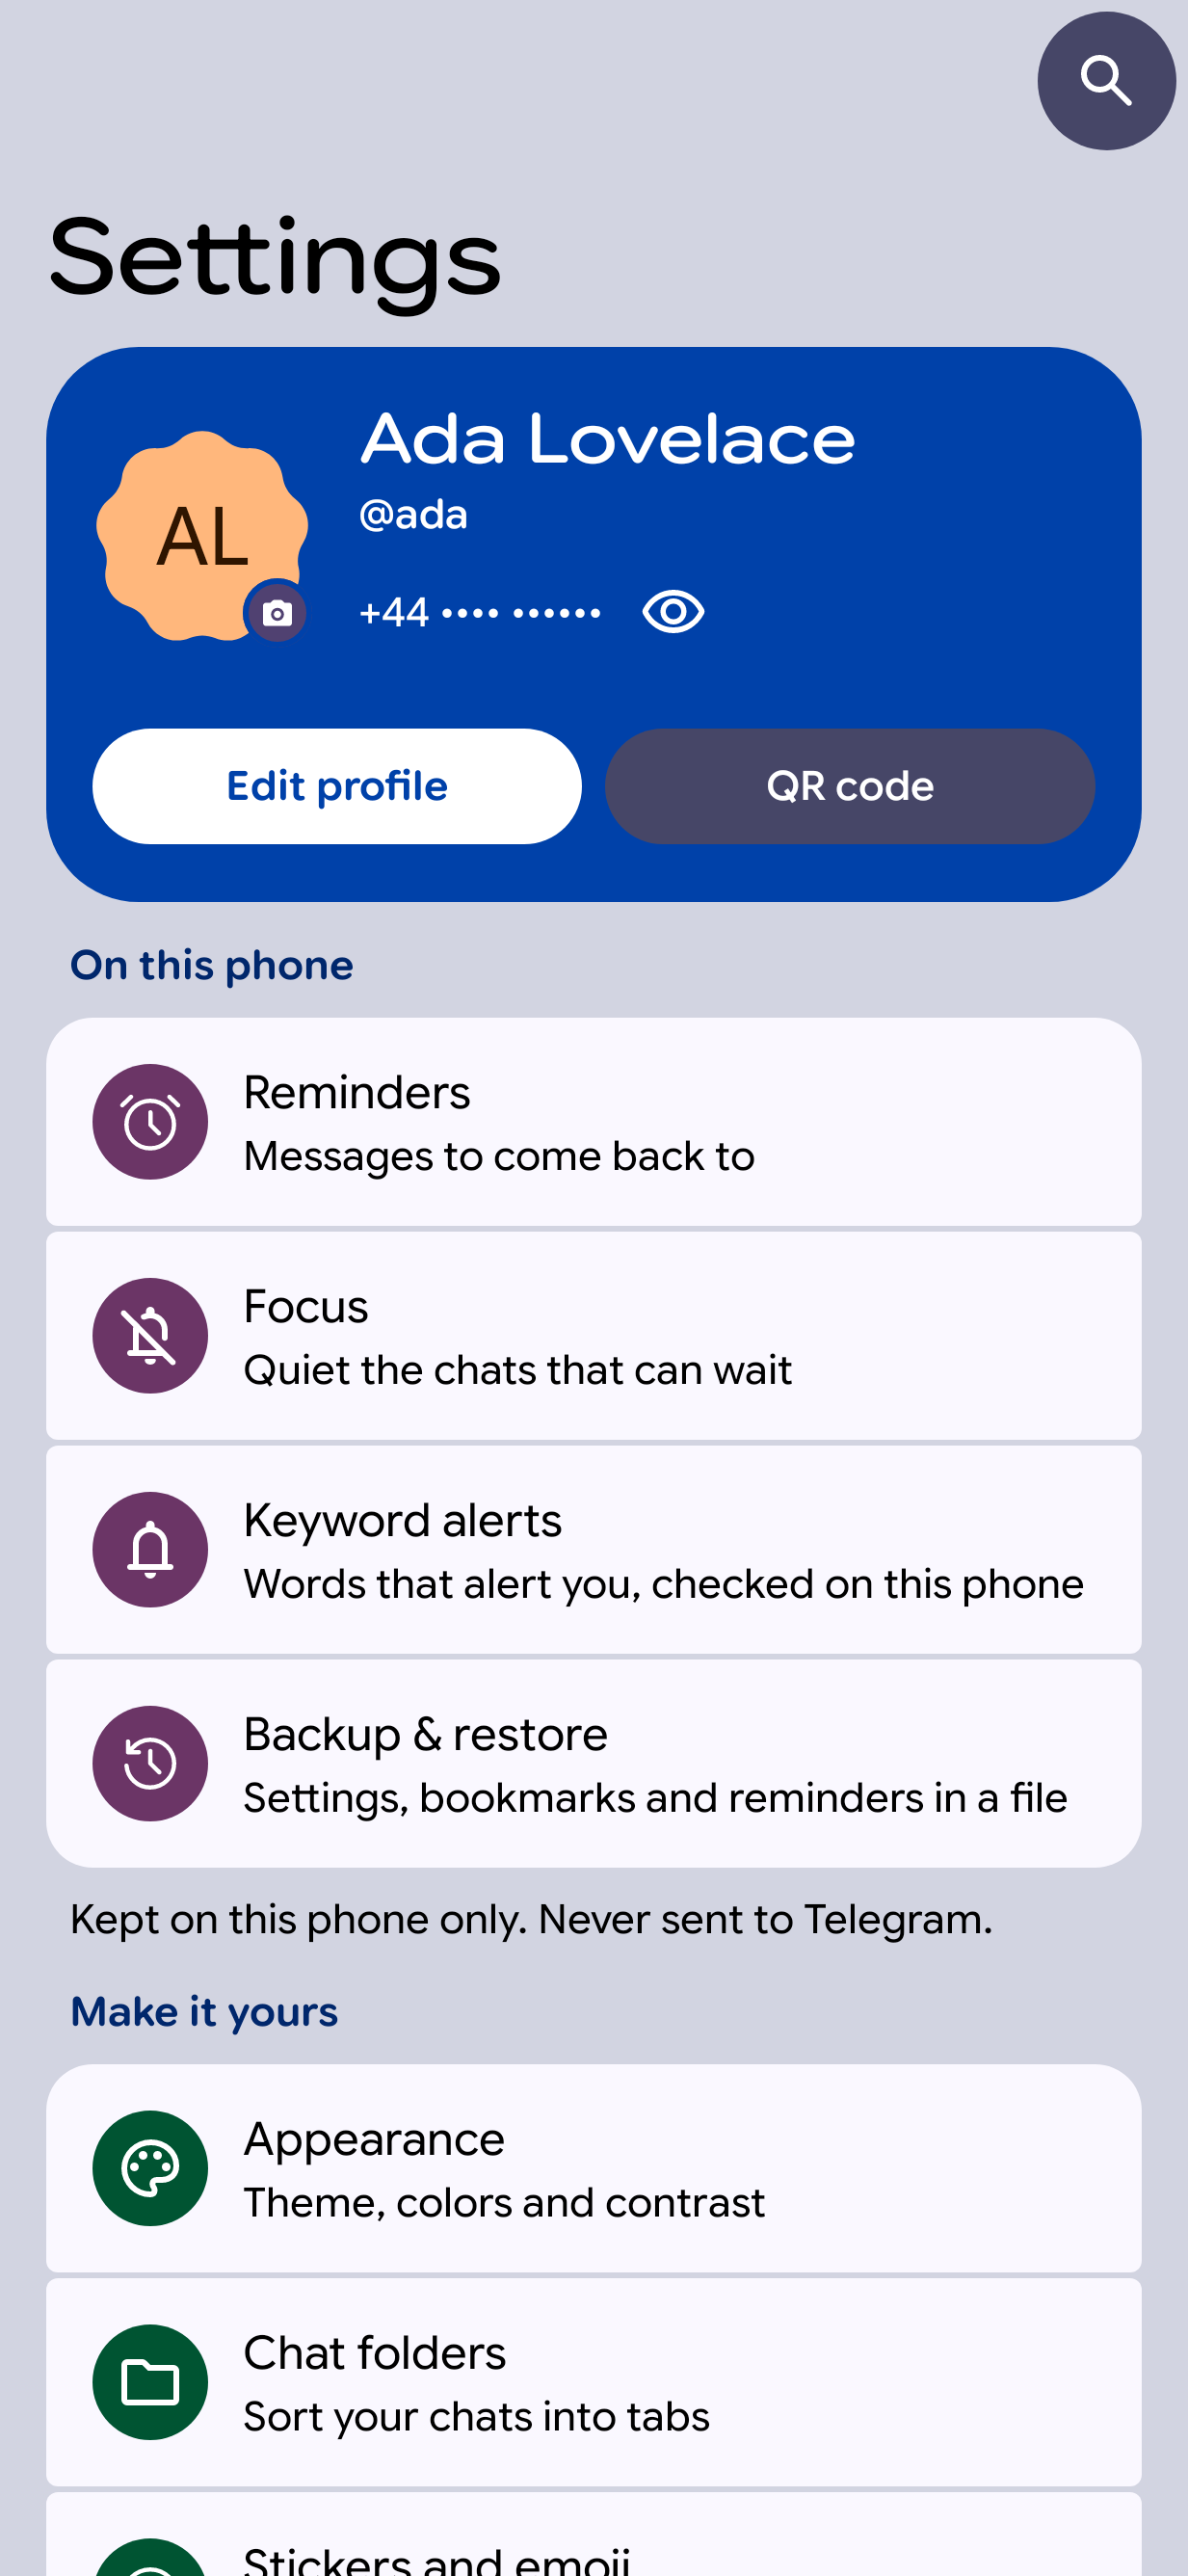 Settings
AL
Ada Lovelace
@ada
+44 •••• ••••••
Edit profile
QR code
On this phone
Reminders
Messages to come back to
Focus
Quiet the chats that can wait
Keyword alerts
Words that alert you, checked on this phone
Backup & restore
Settings, bookmarks and reminders in a file
Kept on this phone only. Never sent to Telegram.
Make it yours
Appearance
Theme, colors and contrast
Chat folders
Sort your chats into tabs
Stickers and emoji